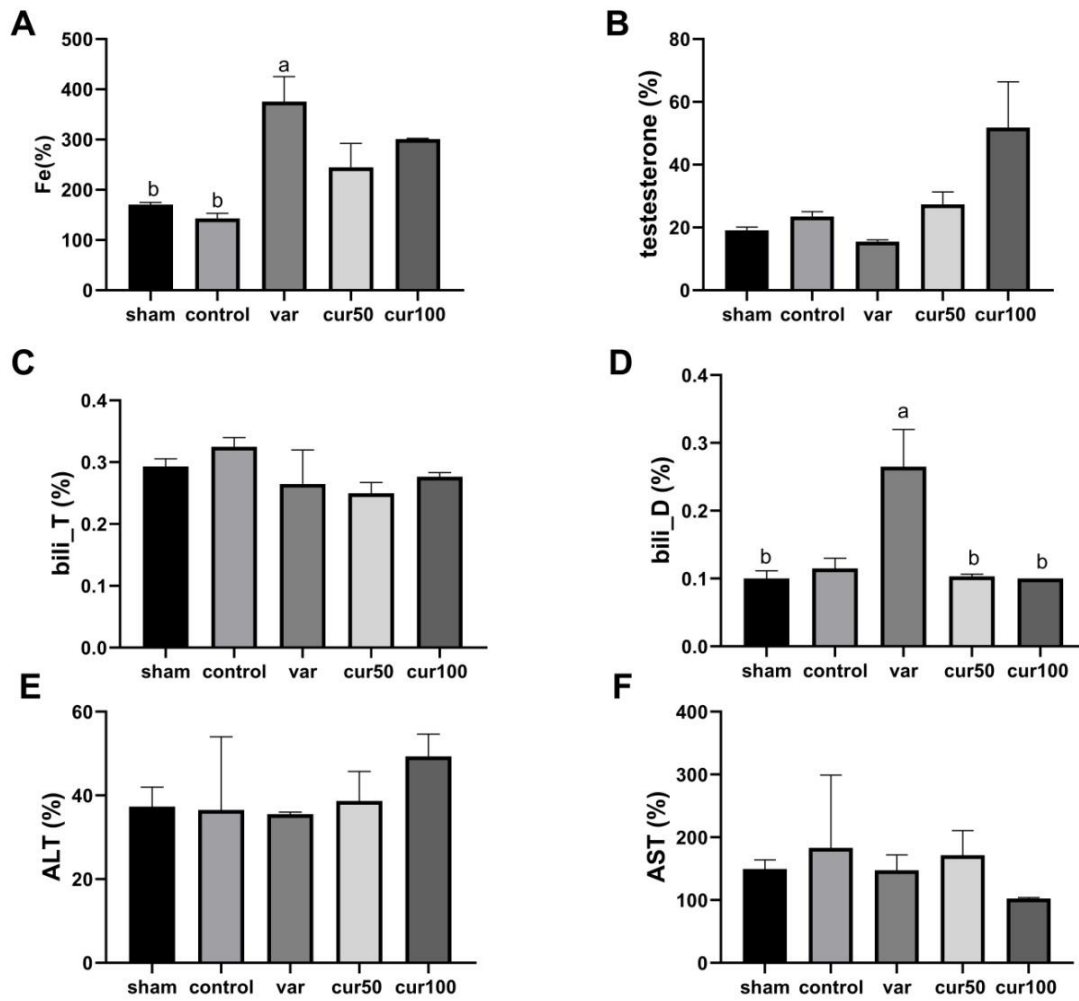 A
500
400
300
200
100
0
Fe(%)
b
b
a
sham control var cur50 cur100
B
80
60
40
20
0
testesterone (%)
sham control var cur50 cur100
C
0.4
0.3
0.2
0.1
0.0
bili_T (%)
sham control var cur50 cur100
D
0.4
0.3
0.2
0.1
0.0
bili_D (%)
b
a
b
b
sham control var cur50 cur100
E
60
40
20
0
ALT (%)
sham control var cur50 cur100
F
400
300
200
100
0
AST (%)
sham control var cur50 cur100